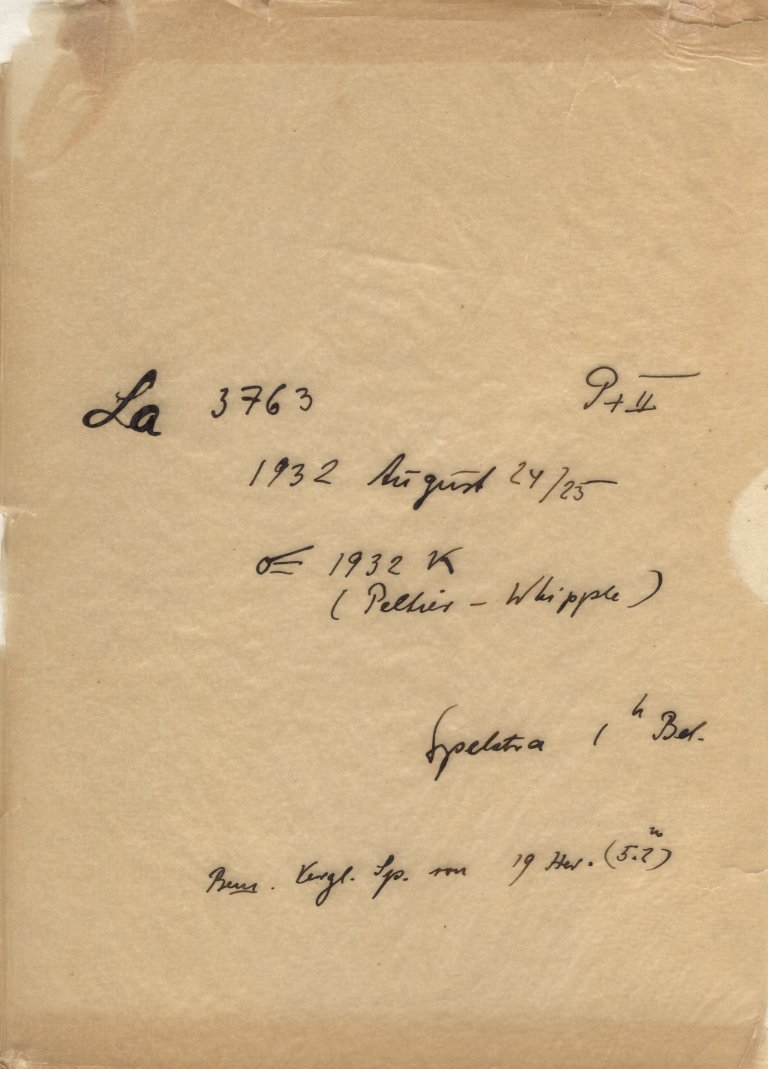 La 3763 P+II
1932 August 24/25
☄ 1932 K
(Peltier – Whipple)
Spektra 1ʰ Bel.
Bem. Vergl. Sp. von 19 Her. (5.2ᵐ)